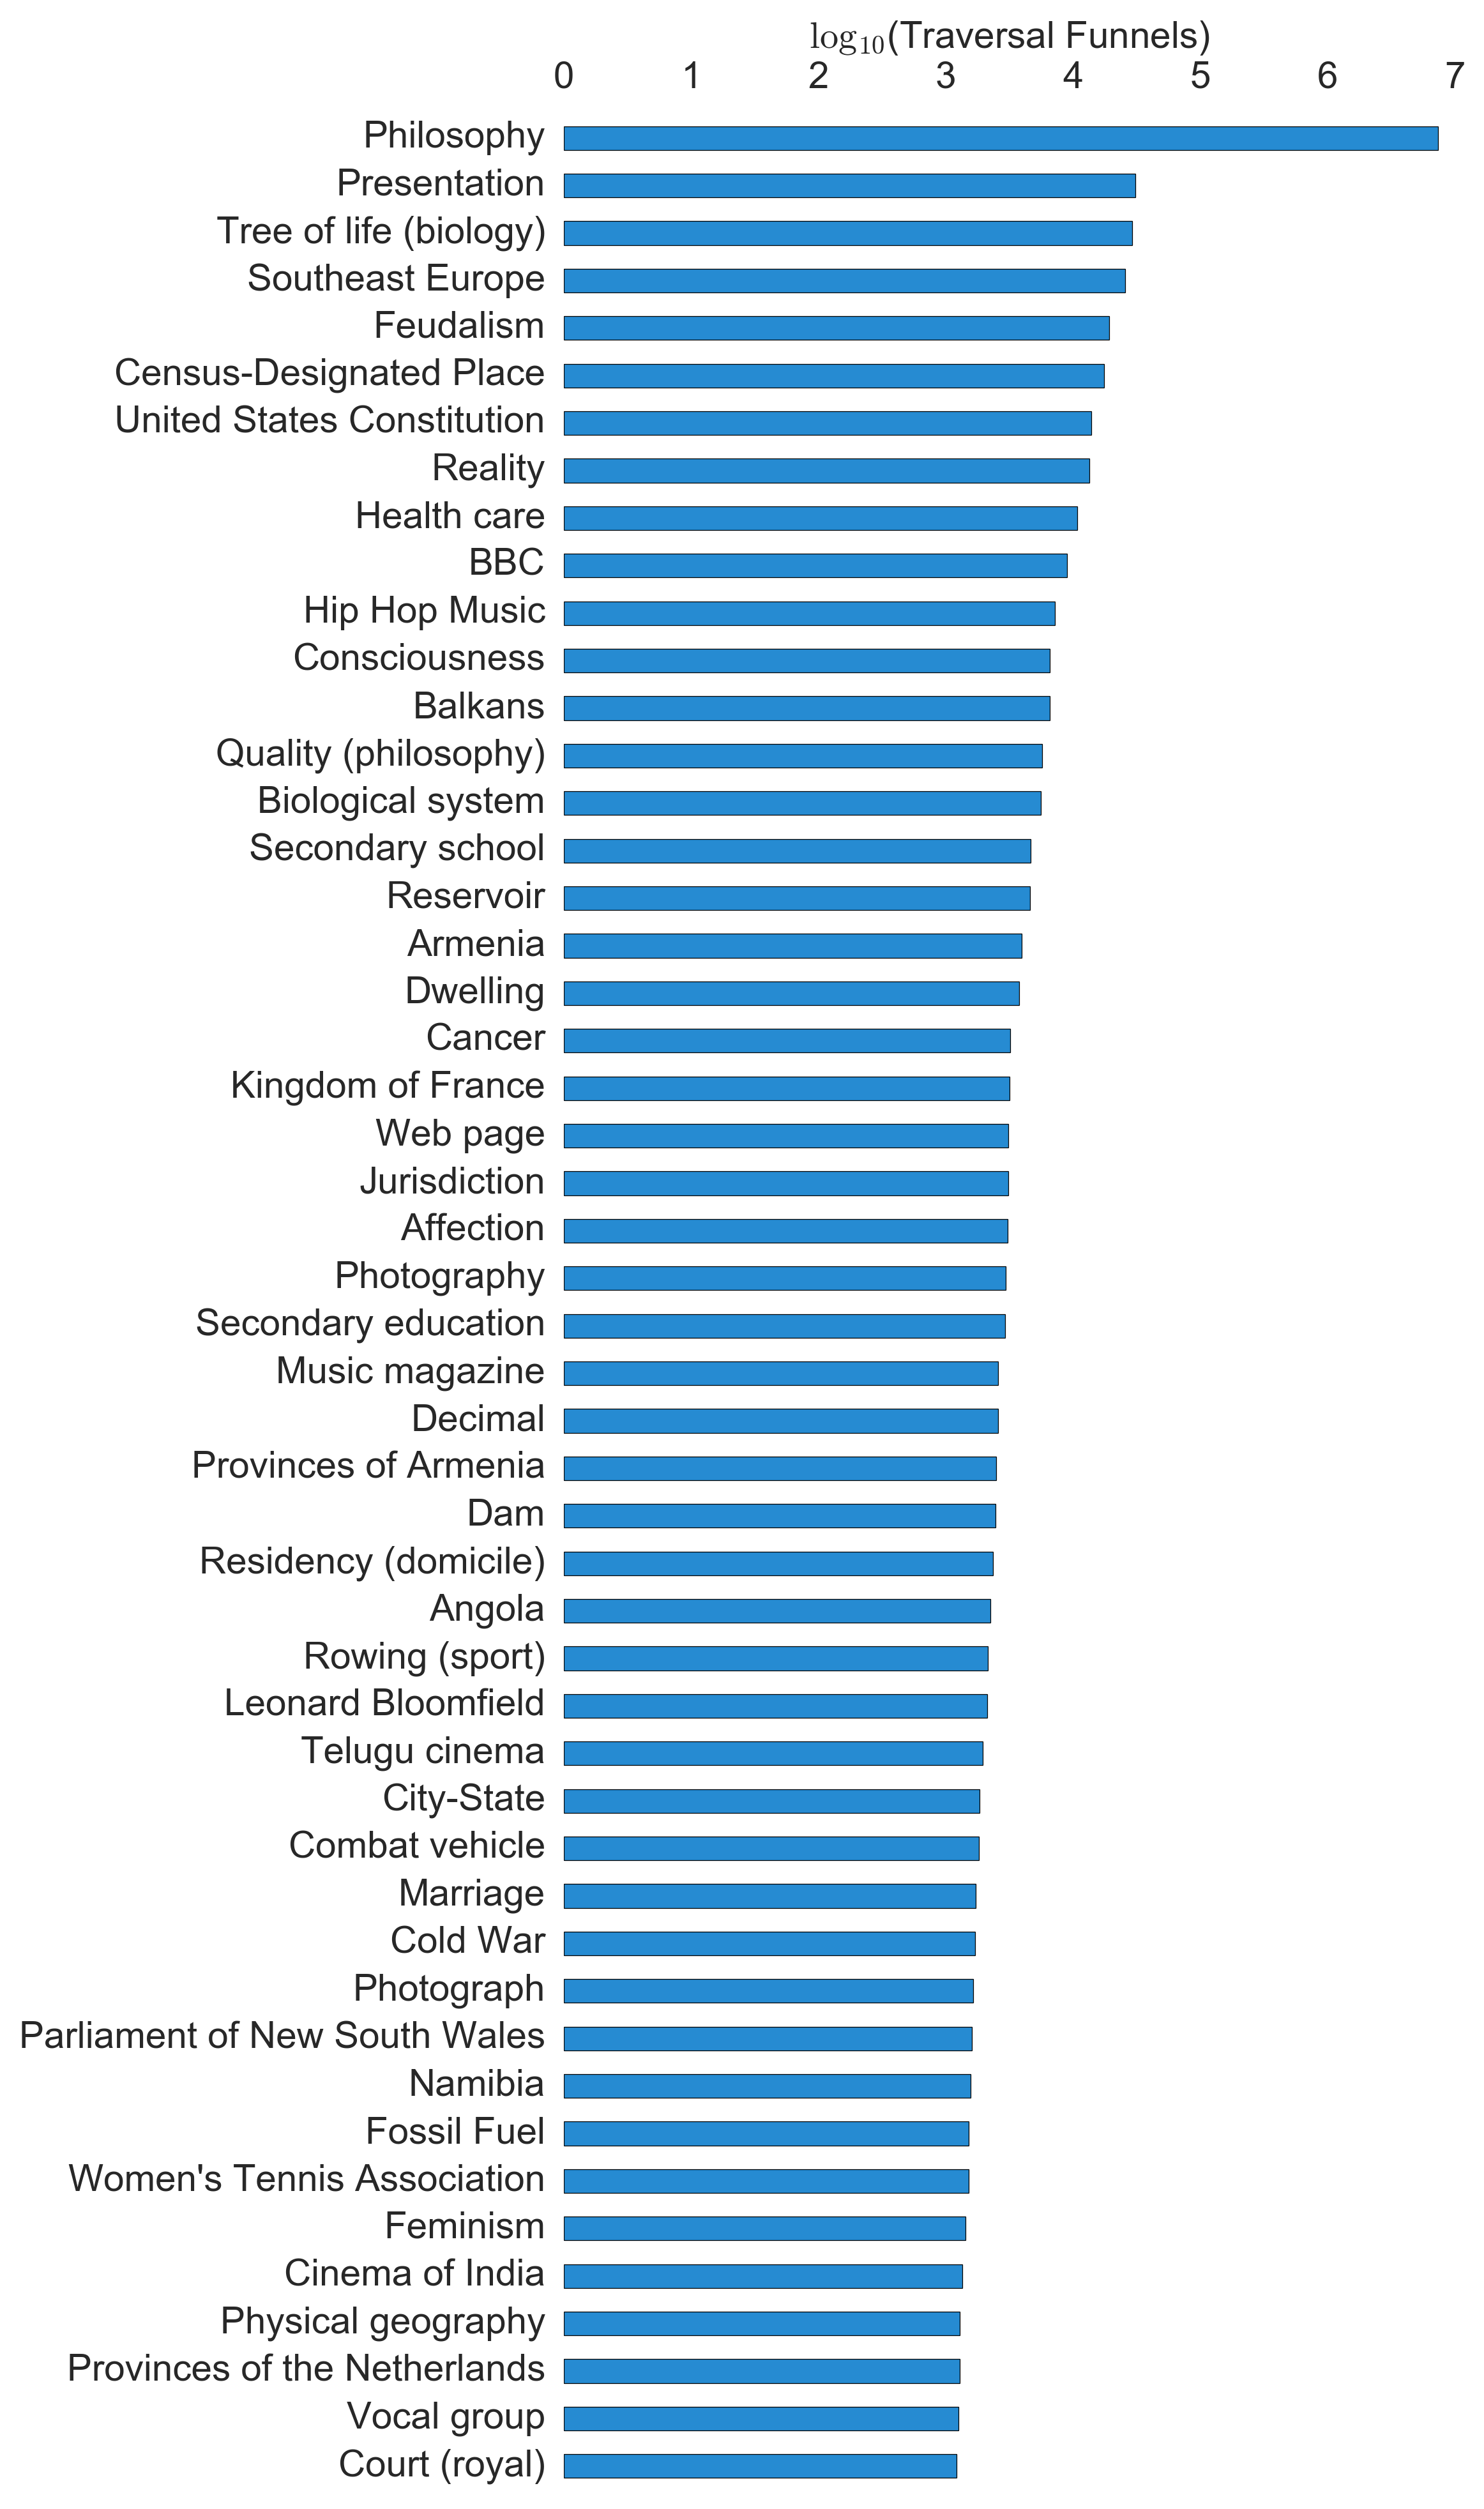 log₁₀(Traversal Funnels)
0 1 2 3 4 5 6 7
Philosophy
Presentation
Tree of life (biology)
Southeast Europe
Feudalism
Census-Designated Place
United States Constitution
Reality
Health care
BBC
Hip Hop Music
Consciousness
Balkans
Quality (philosophy)
Biological system
Secondary school
Reservoir
Armenia
Dwelling
Cancer
Kingdom of France
Web page
Jurisdiction
Affection
Photography
Secondary education
Music magazine
Decimal
Provinces of Armenia
Dam
Residency (domicile)
Angola
Rowing (sport)
Leonard Bloomfield
Telugu cinema
City-State
Combat vehicle
Marriage
Cold War
Photograph
Parliament of New South Wales
Namibia
Fossil Fuel
Women's Tennis Association
Feminism
Cinema of India
Physical geography
Provinces of the Netherlands
Vocal group
Court (royal)